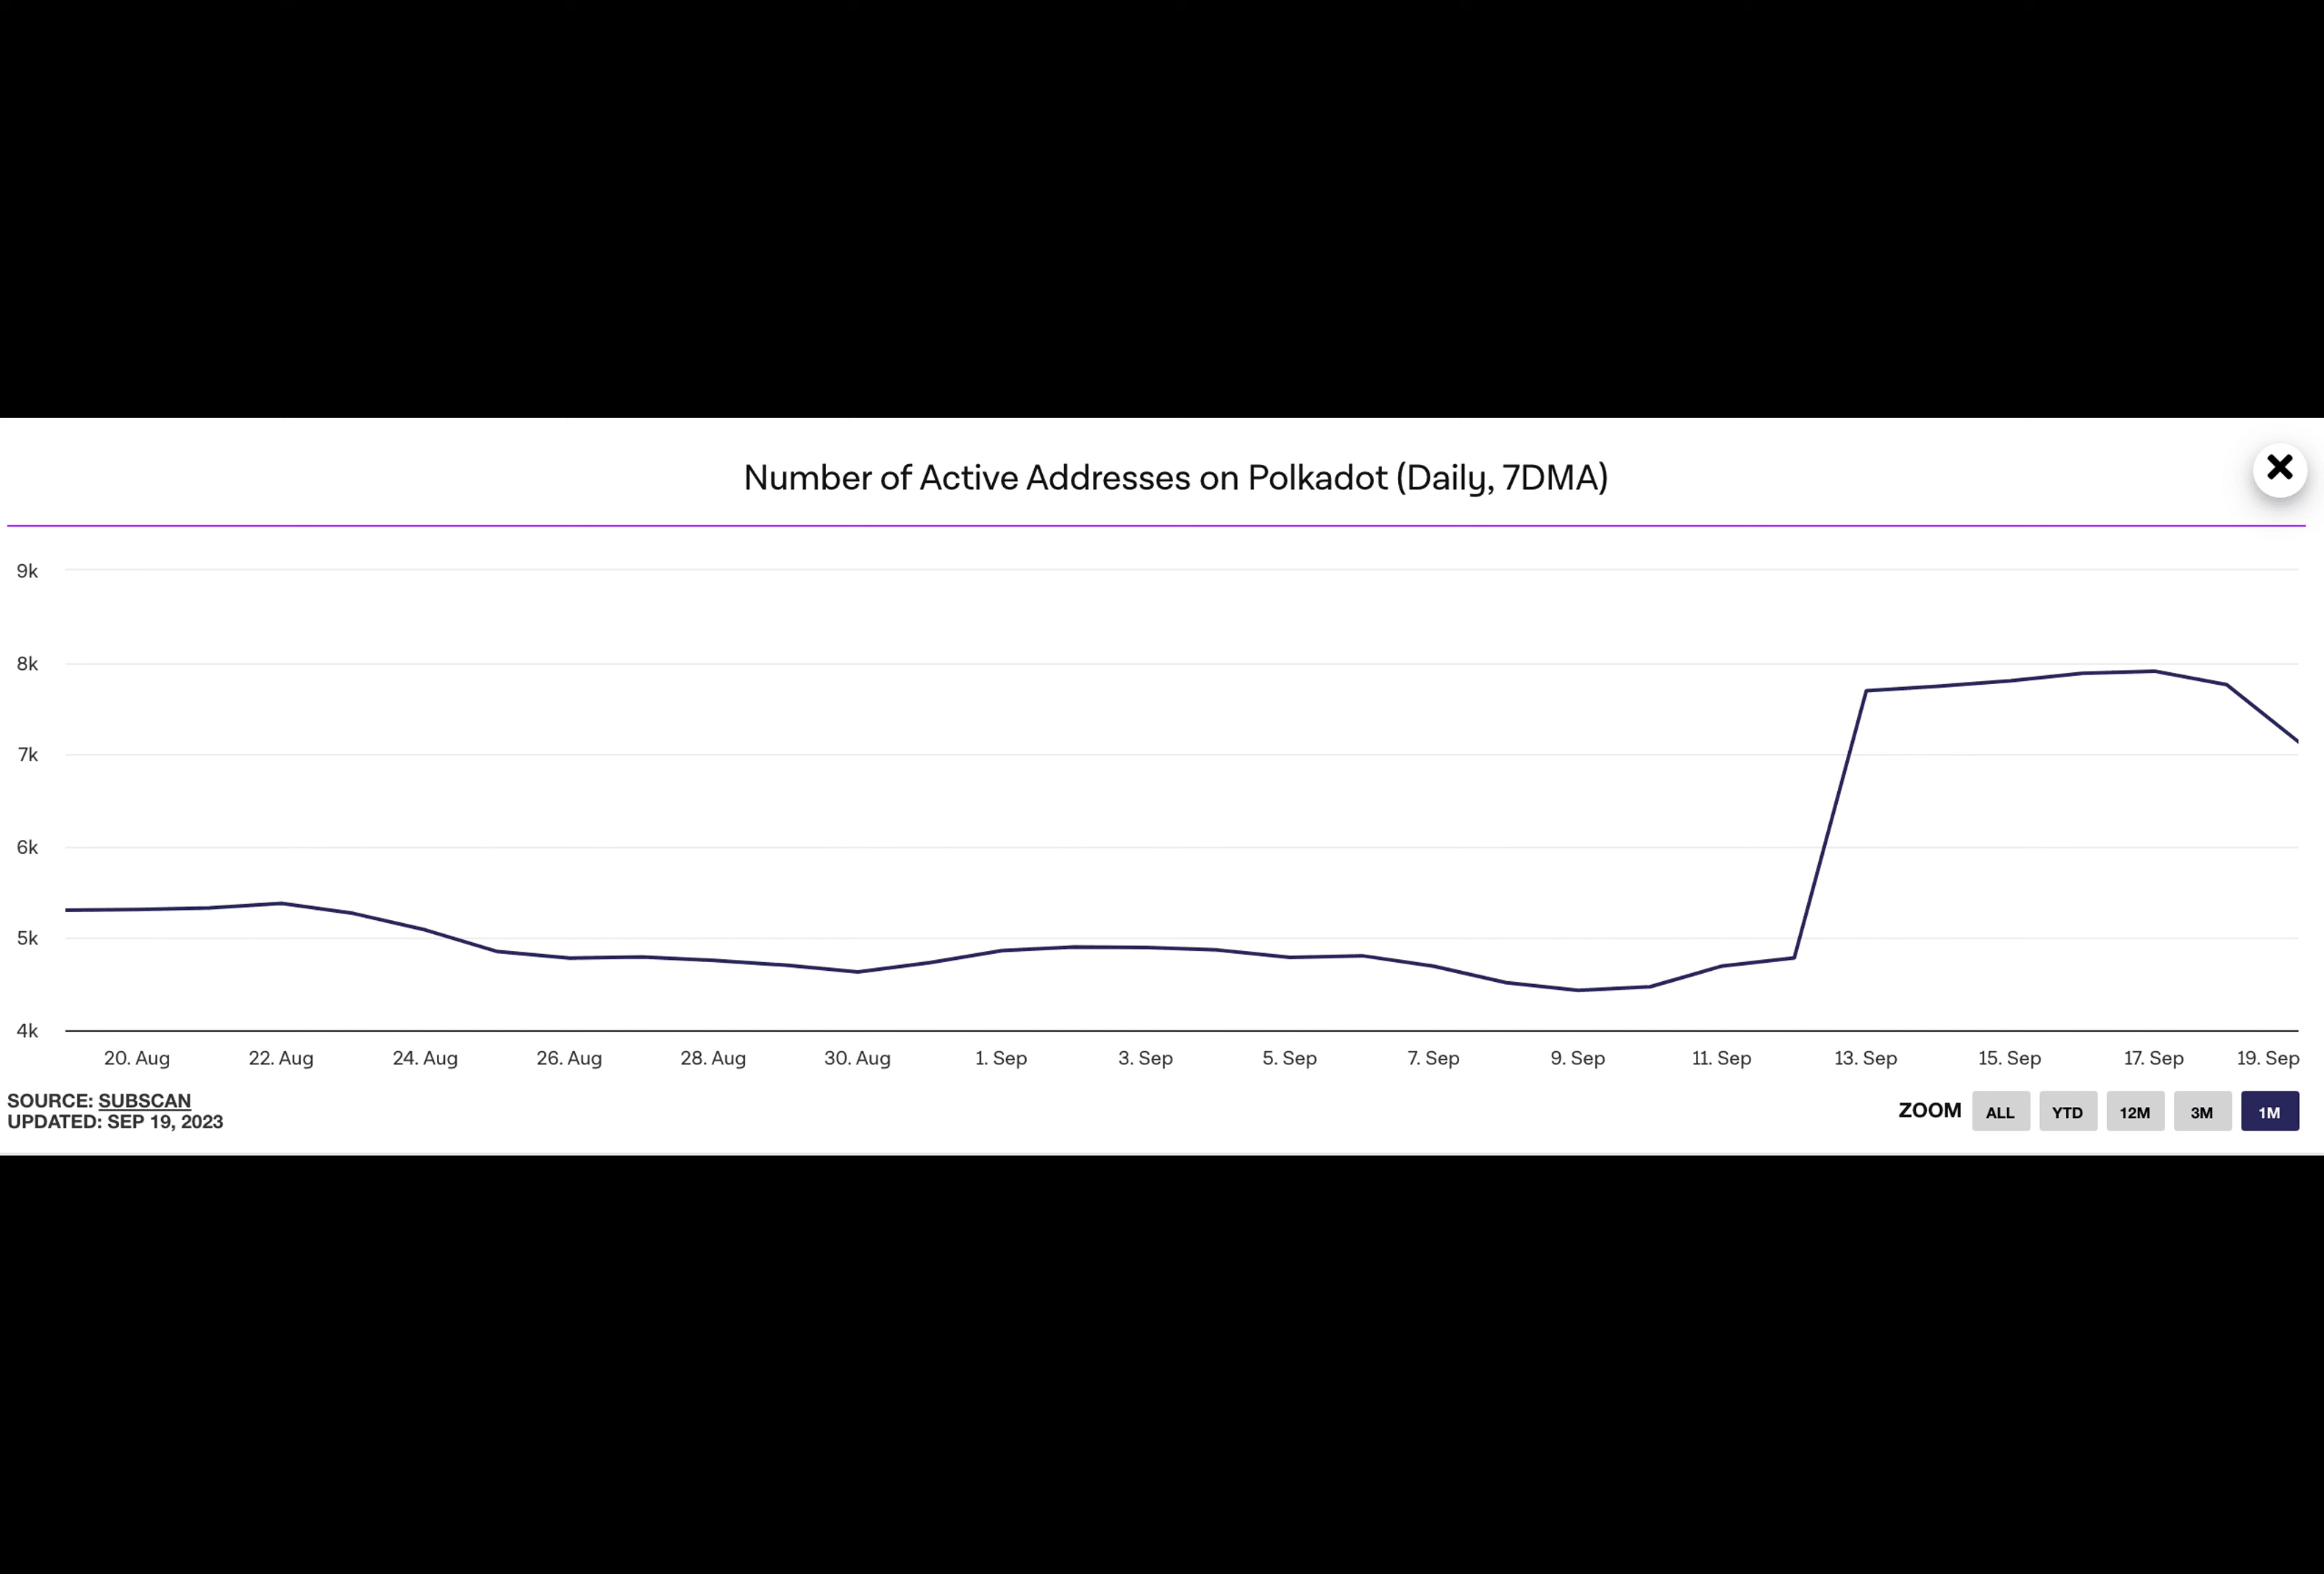 Number of Active Addresses on Polkadot (Daily, 7DMA)
9k
8k
7k
6k
5k
4k
20. Aug 22. Aug 24. Aug 26. Aug 28. Aug 30. Aug 1. Sep 3. Sep 5. Sep 7. Sep 9. Sep 11. Sep 13. Sep 15. Sep 17. Sep 19. Sep
SOURCE: SUBSCAN
UPDATED: SEP 19, 2023
ZOOM ALL YTD 12M 3M 1M